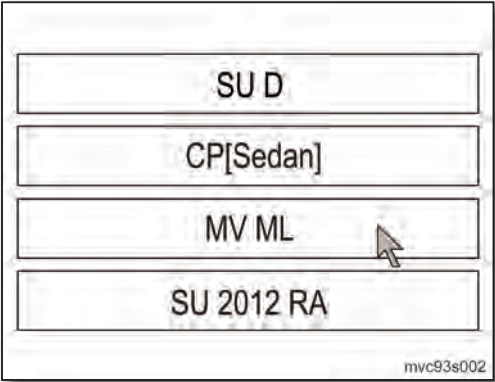 SU D
CP[Sedan]
MV ML
SU 2012 RA
mvc93s002